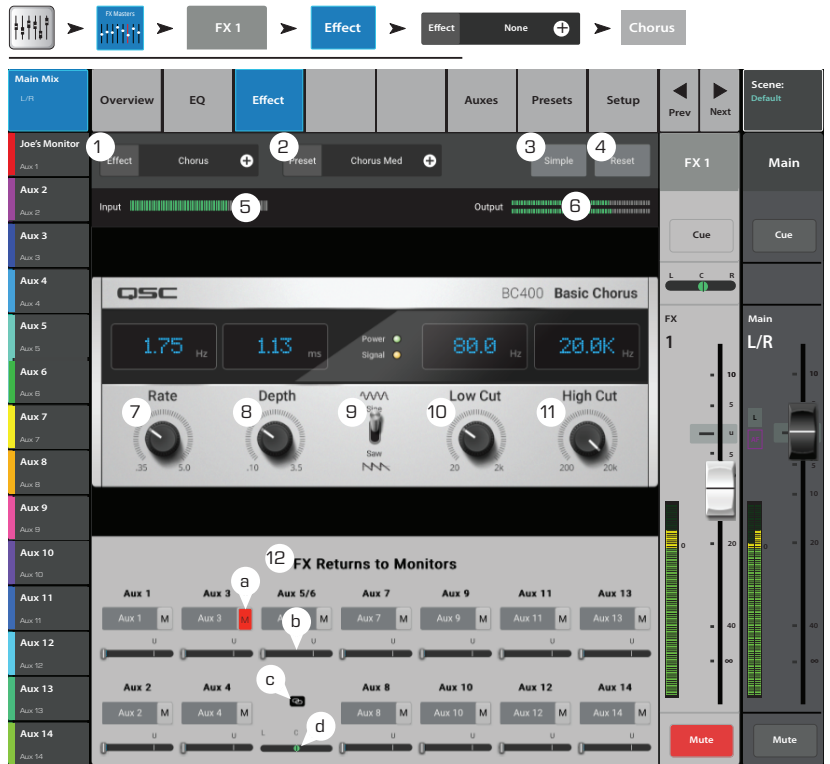 FX Masters
FX 1
Effect
Effect None
Chorus
Main Mix
L/R
Overview
EQ
Effect
Auxes
Presets
Setup
Prev
Next
Scene:
Default
Joe's Monitor
Aux 1
Aux 2
Aux 2
Aux 3
Aux 3
Aux 4
Aux 4
Aux 5
Aux 5
Aux 6
Aux 6
Aux 7
Aux 7
Aux 8
Aux 8
Aux 9
Aux 9
Aux 10
Aux 10
Aux 11
Aux 11
Aux 12
Aux 12
Aux 13
Aux 13
Aux 14
Aux 14
1
Effect Chorus
2
Preset Chorus Med
3
Simple
4
Reset
Input
5
Output
6
QSC
BC400 Basic Chorus
1.75 Hz
1.13 ms
Power
Signal
80.0 Hz
20.0K Hz
Rate
7
.35 5.0
Depth
8
.10 3.5
9
Sine
Saw
Low Cut
10
20 2k
High Cut
11
200 20k
12
FX Returns to Monitors
a
Aux 1 Aux 3 Aux 5/6 Aux 7 Aux 9 Aux 11 Aux 13
Aux 1 M Aux 3 M M Aux 7 M Aux 9 M Aux 11 M Aux 13 M
b
U U U U U U U
c
Aux 2 Aux 4 Aux 8 Aux 10 Aux 12 Aux 14
Aux 2 M Aux 4 M Aux 8 M Aux 10 M Aux 12 M Aux 14 M
d
U U L C U U U U
FX 1
Cue
L C R
FX
1
10
5
U
5
0
20
40
∞
Mute
Main
Cue
Main
L/R
10
5
L
5
10
0
20
40
∞
Mute